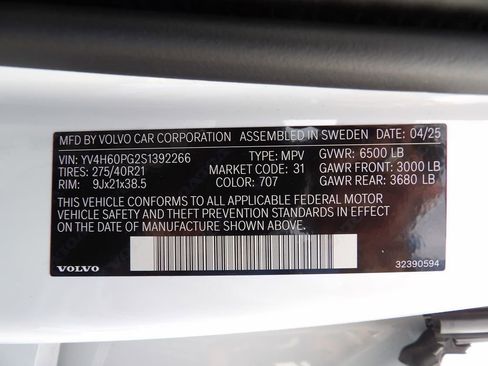 MFD BY VOLVO CAR CORPORATION ASSEMBLED IN SWEDEN 04/25
VIN: YV4H60PG2S1392266 TYPE: MPV GVWR: 6500 LB
TIRES: 275/40R21 MARKET CODE: 31 GAWR FRONT: 3000 LB
RIM: 9Jx21x38.5 COLOR: 707 GAWR REAR: 3680 LB
THIS VEHICLE CONFORMS TO ALL APPLICABLE FEDERAL MOTOR
VEHICLE SAFETY AND THEFT PREVENTION STANDARDS IN EFFECT
ON THE DATE OF MANUFACTURE SHOWN ABOVE.
VOLVO 32390594